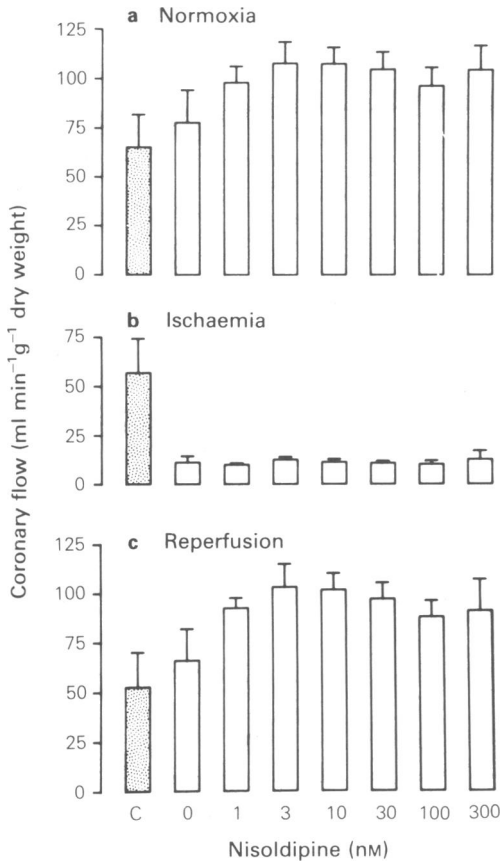 a Normoxia
125
100
75
50
25
0
b Ischaemia
75
50
25
0
c Reperfusion
125
100
75
50
25
0
Coronary flow (ml min⁻¹g⁻¹ dry weight)
C 0 1 3 10 30 100 300
Nisoldipine (nM)